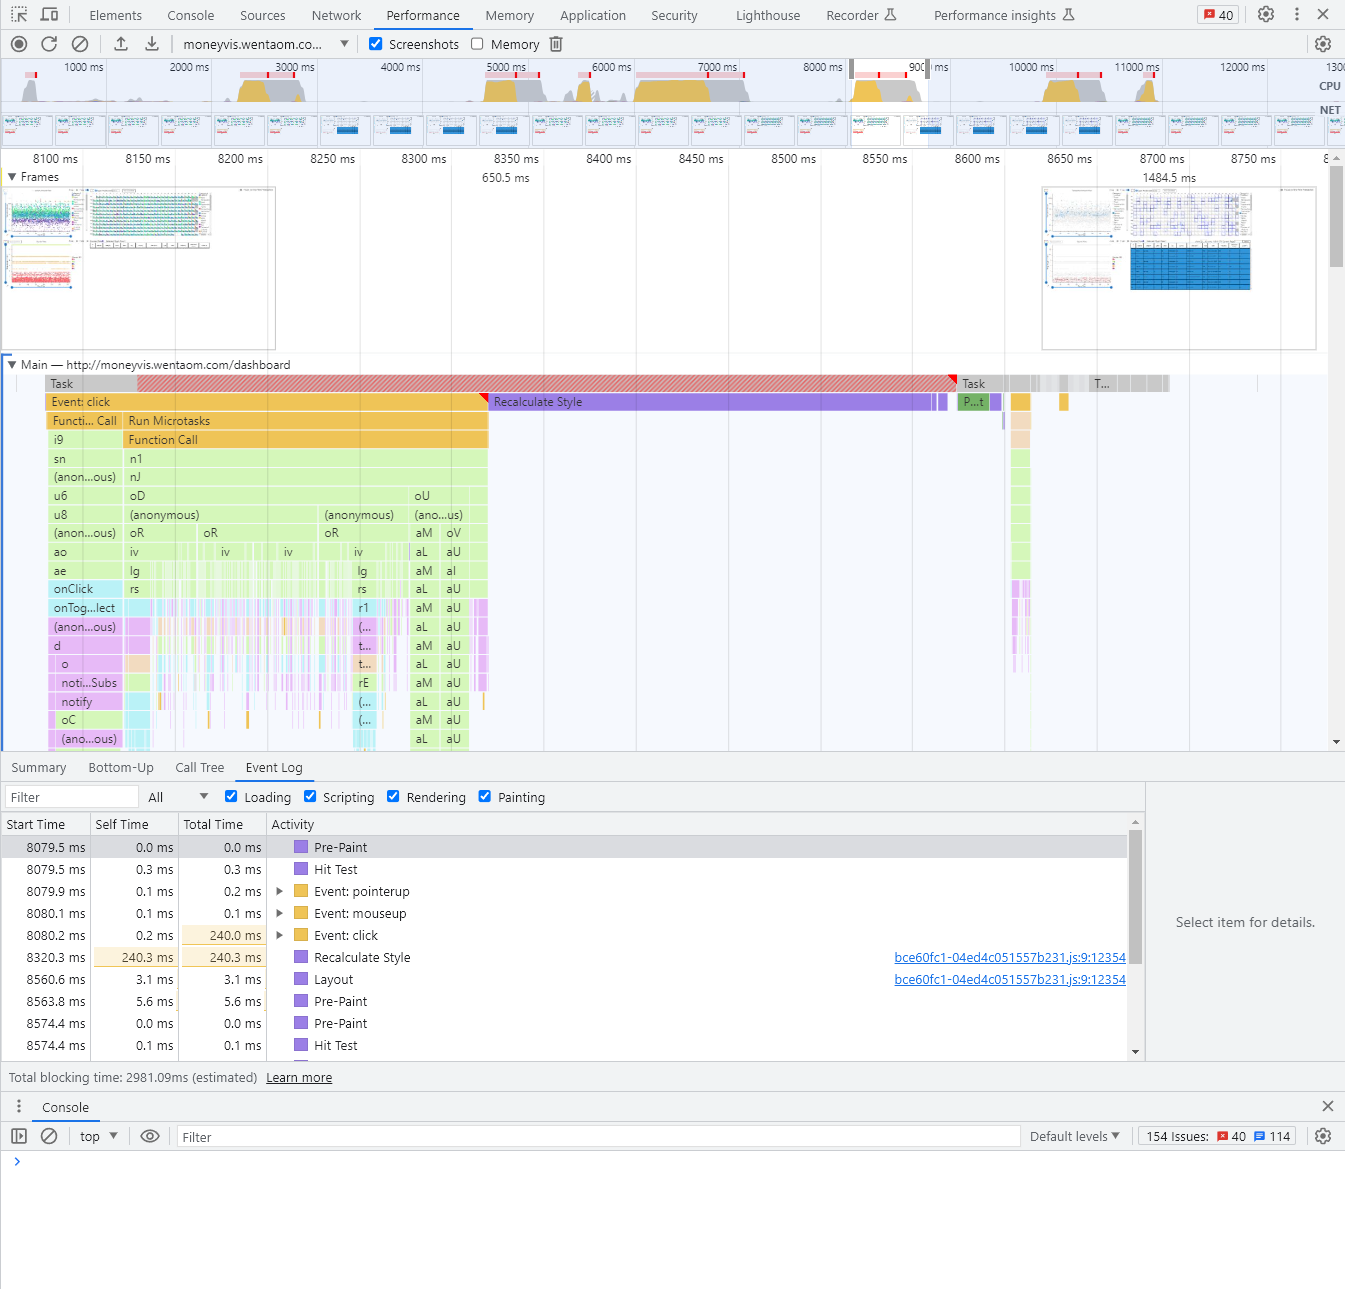 Elements Console Sources Network Performance Memory Application Security Lighthouse Recorder Performance insights 40
moneyvis.wentaom.co... Screenshots Memory
1000 ms 2000 ms 3000 ms 4000 ms 5000 ms 6000 ms 7000 ms 8000 ms 9000 ms 10000 ms 11000 ms 12000 ms 1300
CPU
NET
8100 ms 8150 ms 8200 ms 8250 ms 8300 ms 8350 ms 8400 ms 8450 ms 8500 ms 8550 ms 8600 ms 8650 ms 8700 ms 8750 ms 8
Frames 650.5 ms 1484.5 ms
Main — http://moneyvis.wentaom.com/dashboard
Task Task T...
Event: click Recalculate Style P...t
Functi... Call Run Microtasks
i9 Function Call
sn n1
(anon...ous) nJ
u6 oD oU
u8 (anonymous) (anonymous) (ano...us)
(anon...ous) oR oR oR aM oV
ao iv iv iv iv aL aU
ae lg lg aM aI
onClick rs rs aL aU
onTog...lect r1 aM aU
(anon...ous) (... aL aU
d t... aM aU
o t... aL aU
noti...Subs rE aM aU
notify (... aL aU
oC (... aM aU
(ano...ous) aL aU
Summary Bottom-Up Call Tree Event Log
Filter All Loading Scripting Rendering Painting
Start Time Self Time Total Time Activity
8079.5 ms 0.0 ms 0.0 ms Pre-Paint
8079.5 ms 0.3 ms 0.3 ms Hit Test
8079.9 ms 0.1 ms 0.2 ms Event: pointerup
8080.1 ms 0.1 ms 0.1 ms Event: mouseup
8080.2 ms 0.2 ms 240.0 ms Event: click
8320.3 ms 240.3 ms 240.3 ms Recalculate Style bce60fc1-04ed4c051557b231.js:9:12354
8560.6 ms 3.1 ms 3.1 ms Layout bce60fc1-04ed4c051557b231.js:9:12354
8563.8 ms 5.6 ms 5.6 ms Pre-Paint
8574.4 ms 0.0 ms 0.0 ms Pre-Paint
8574.4 ms 0.1 ms 0.1 ms Hit Test
Select item for details.
Total blocking time: 2981.09ms (estimated) Learn more
Console
top Filter Default levels 154 Issues: 40 114